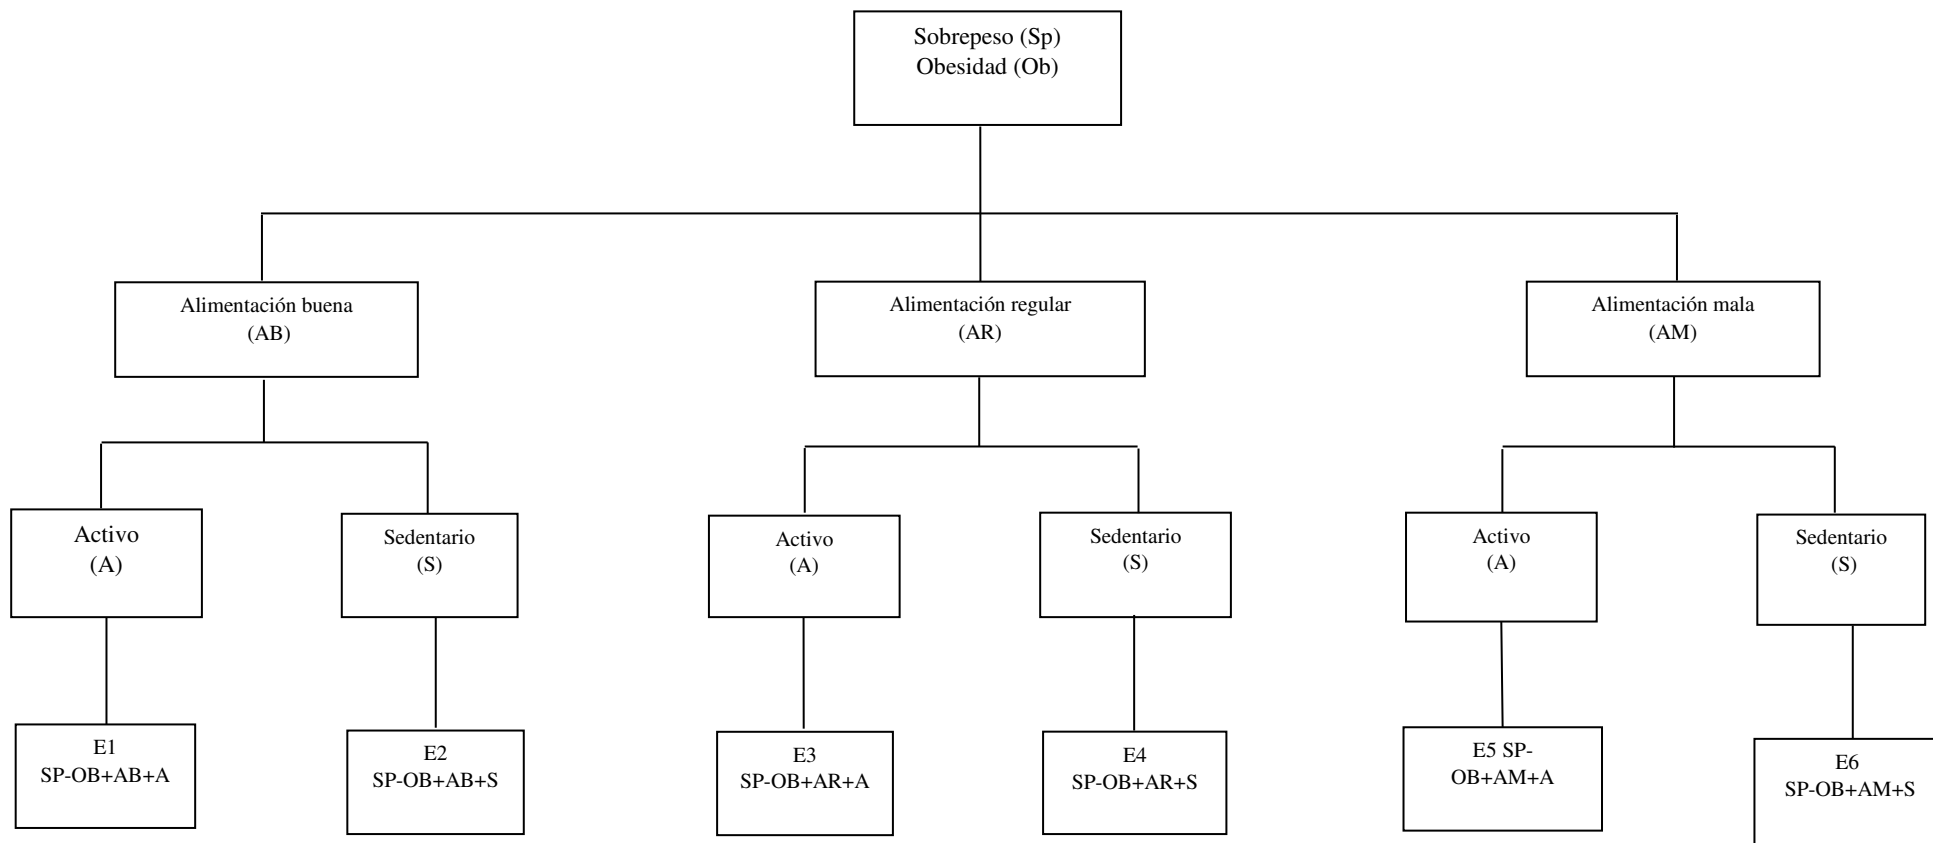 Sobrepeso (Sp)
Obesidad (Ob)
Alimentación buena
(AB)
Alimentación regular
(AR)
Alimentación mala
(AM)
Activo
(A)
Sedentario
(S)
Activo
(A)
Sedentario
(S)
Activo
(A)
Sedentario
(S)
E1
SP-OB+AB+A
E2
SP-OB+AB+S
E3
SP-OB+AR+A
E4
SP-OB+AR+S
E5 SP-
OB+AM+A
E6
SP-OB+AM+S